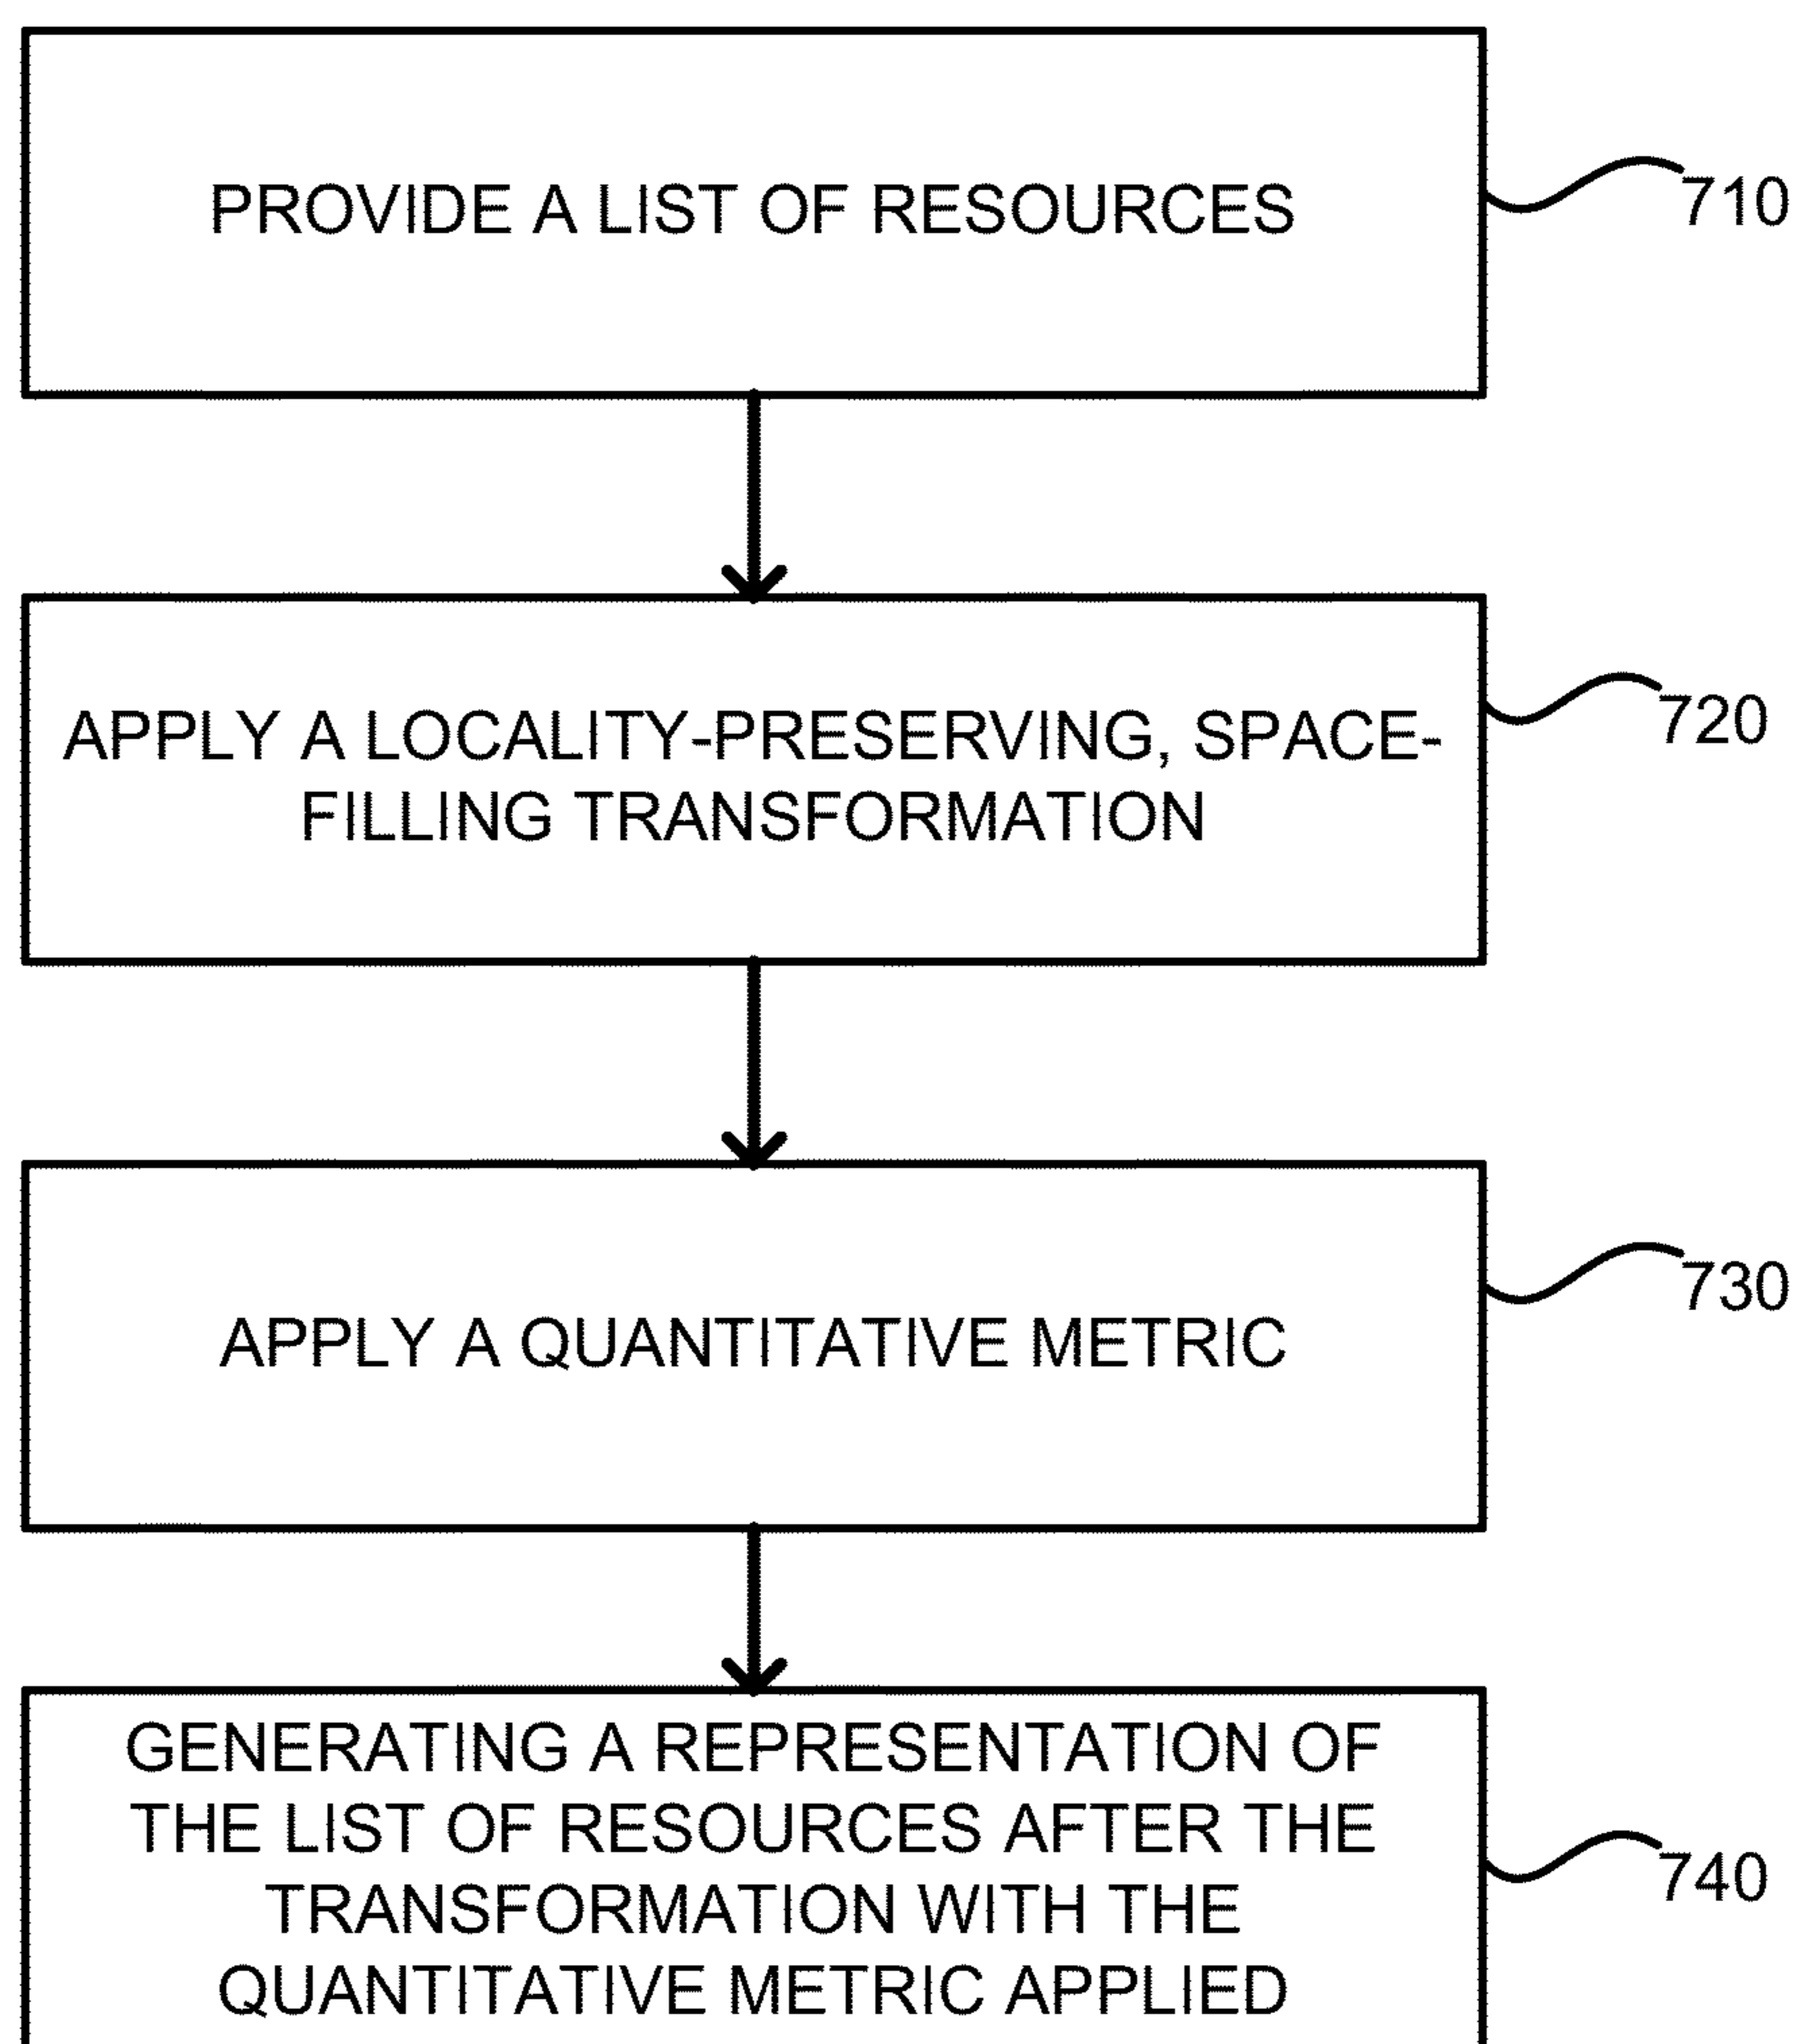 PROVIDE A LIST OF RESOURCES
710
APPLY A LOCALITY-PRESERVING, SPACE-
FILLING TRANSFORMATION
720
APPLY A QUANTITATIVE METRIC
730
GENERATING A REPRESENTATION OF
THE LIST OF RESOURCES AFTER THE
TRANSFORMATION WITH THE
QUANTITATIVE METRIC APPLIED
740